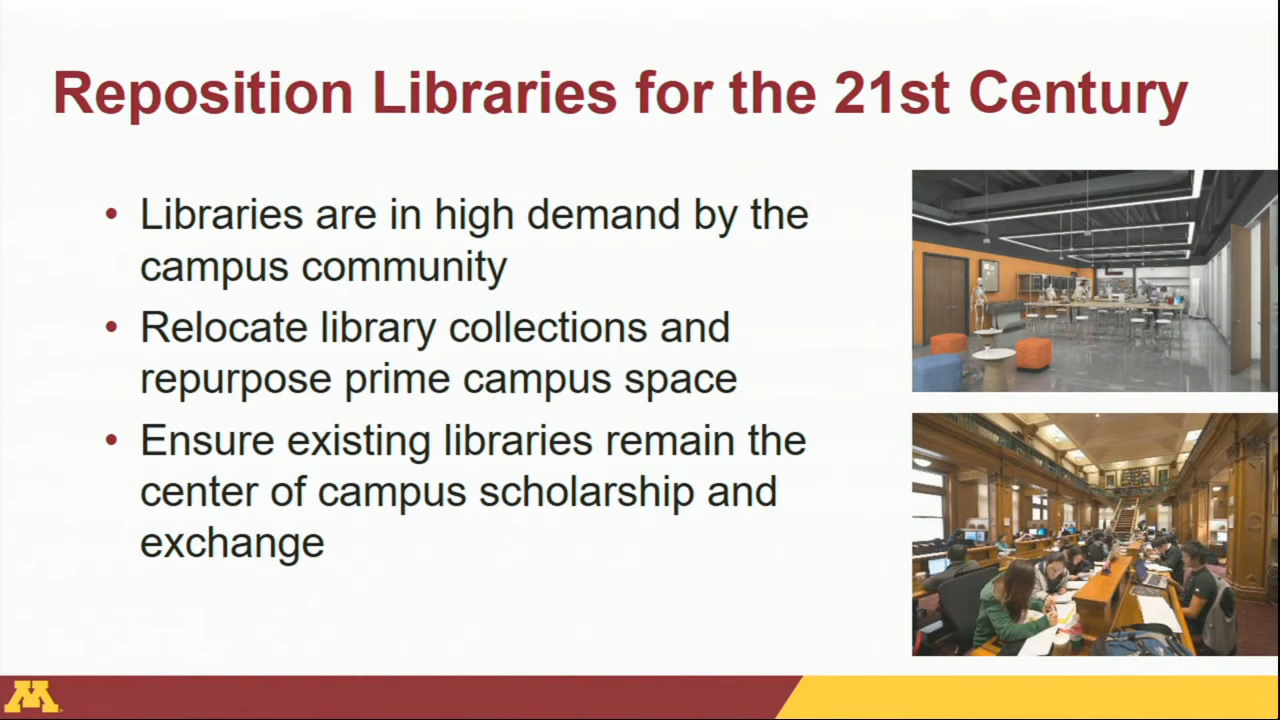 Reposition Libraries for the 21st Century
• Libraries are in high demand by the
campus community
• Relocate library collections and
repurpose prime campus space
• Ensure existing libraries remain the
center of campus scholarship and
exchange
M